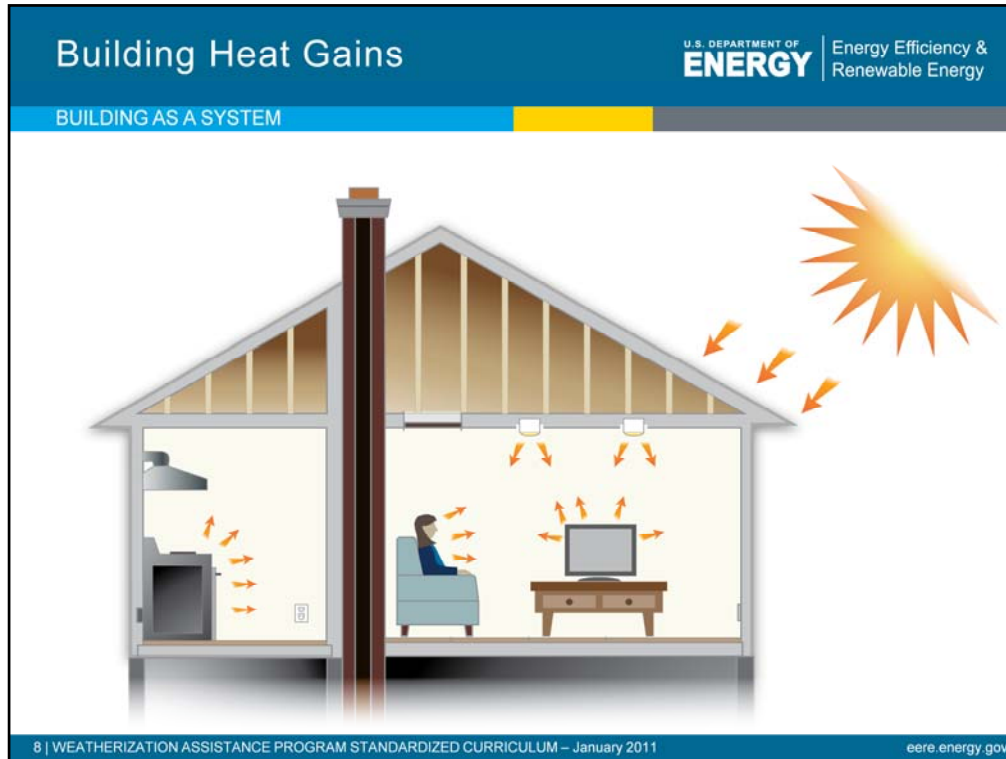 Building Heat Gains
U.S. DEPARTMENT OF
ENERGY
Energy Efficiency &
Renewable Energy
BUILDING AS A SYSTEM
8 | WEATHERIZATION ASSISTANCE PROGRAM STANDARDIZED CURRICULUM – January 2011
eere.energy.gov